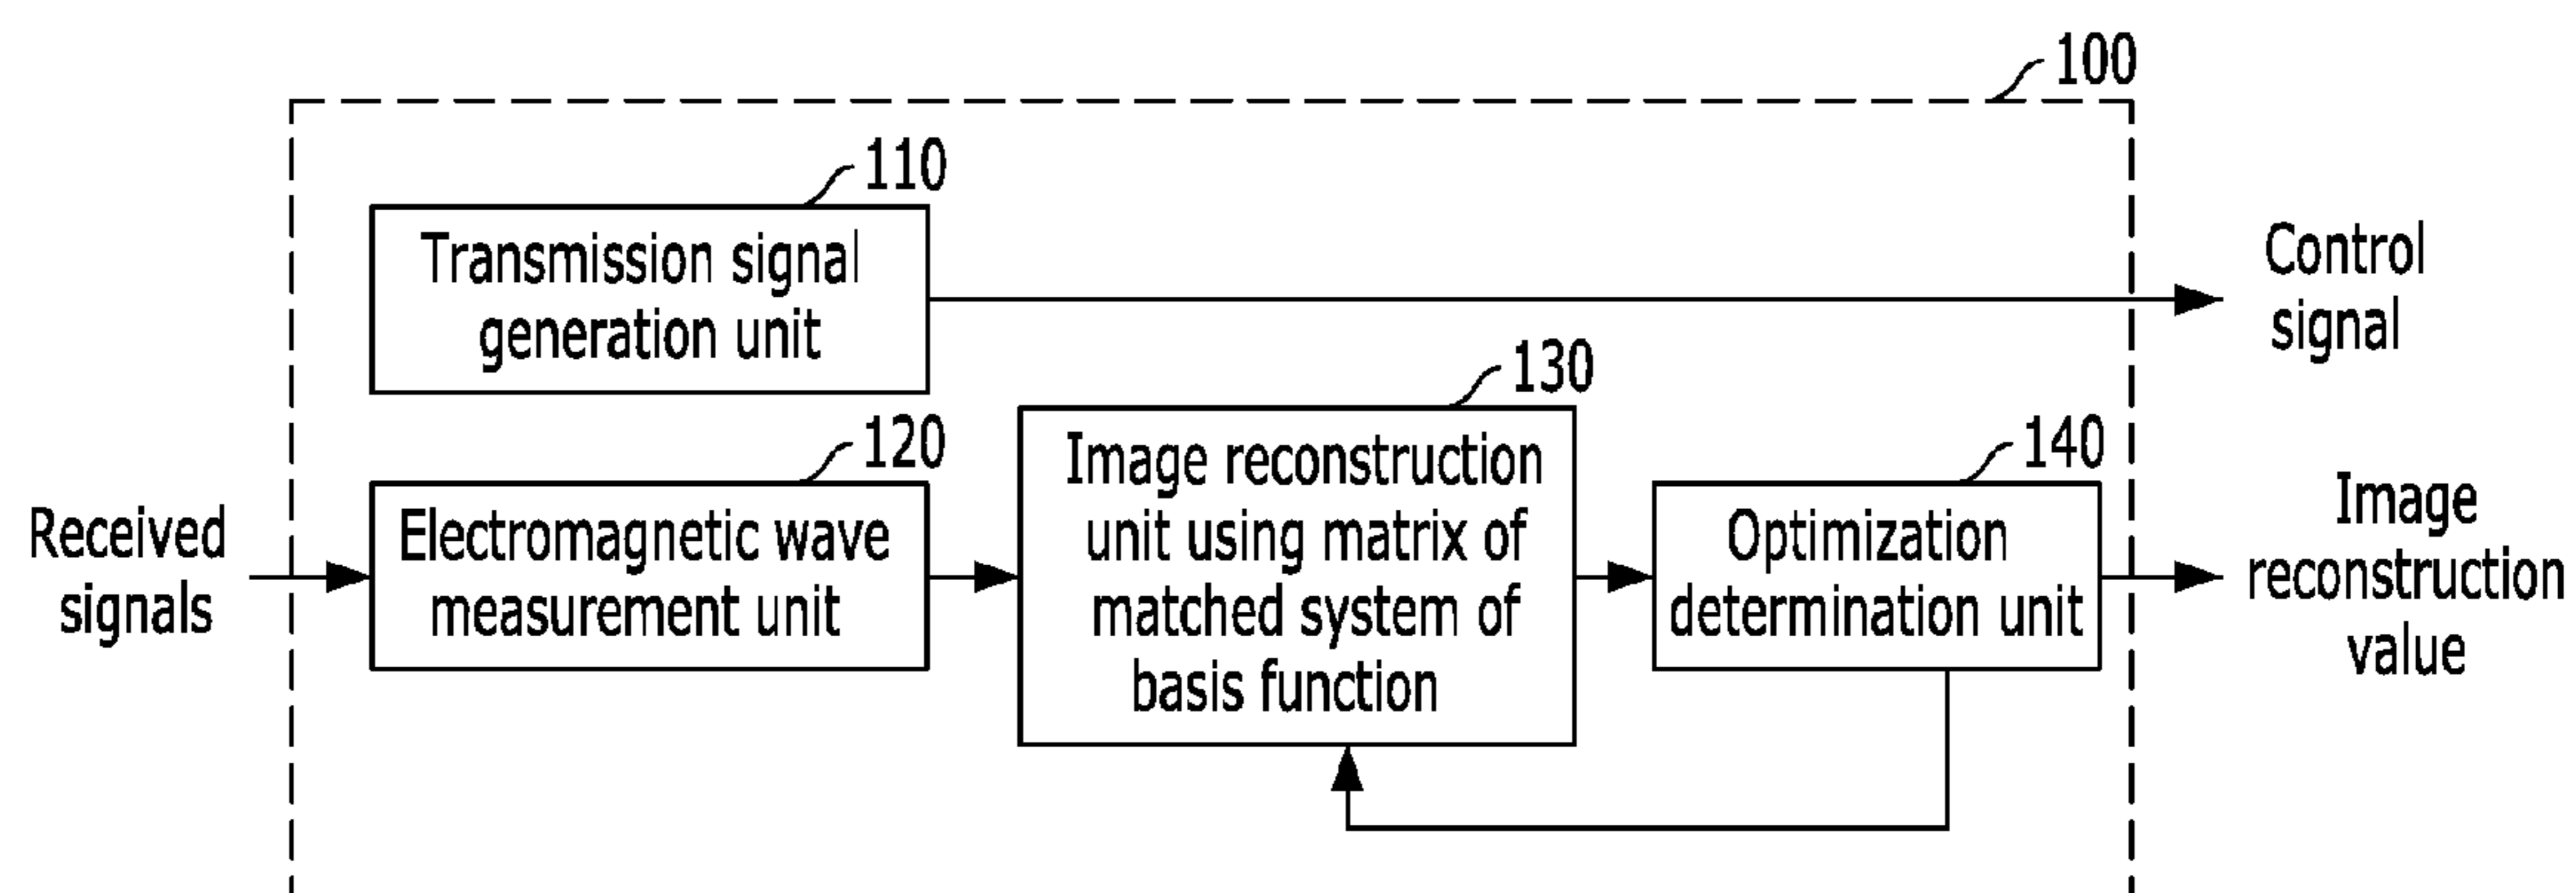 100
110
Transmission signal
generation unit
Control
signal
120
130
140
Received
signals
Electromagnetic wave
measurement unit
Image reconstruction
unit using matrix of
matched system of
basis function
Optimization
determination unit
Image
reconstruction
value